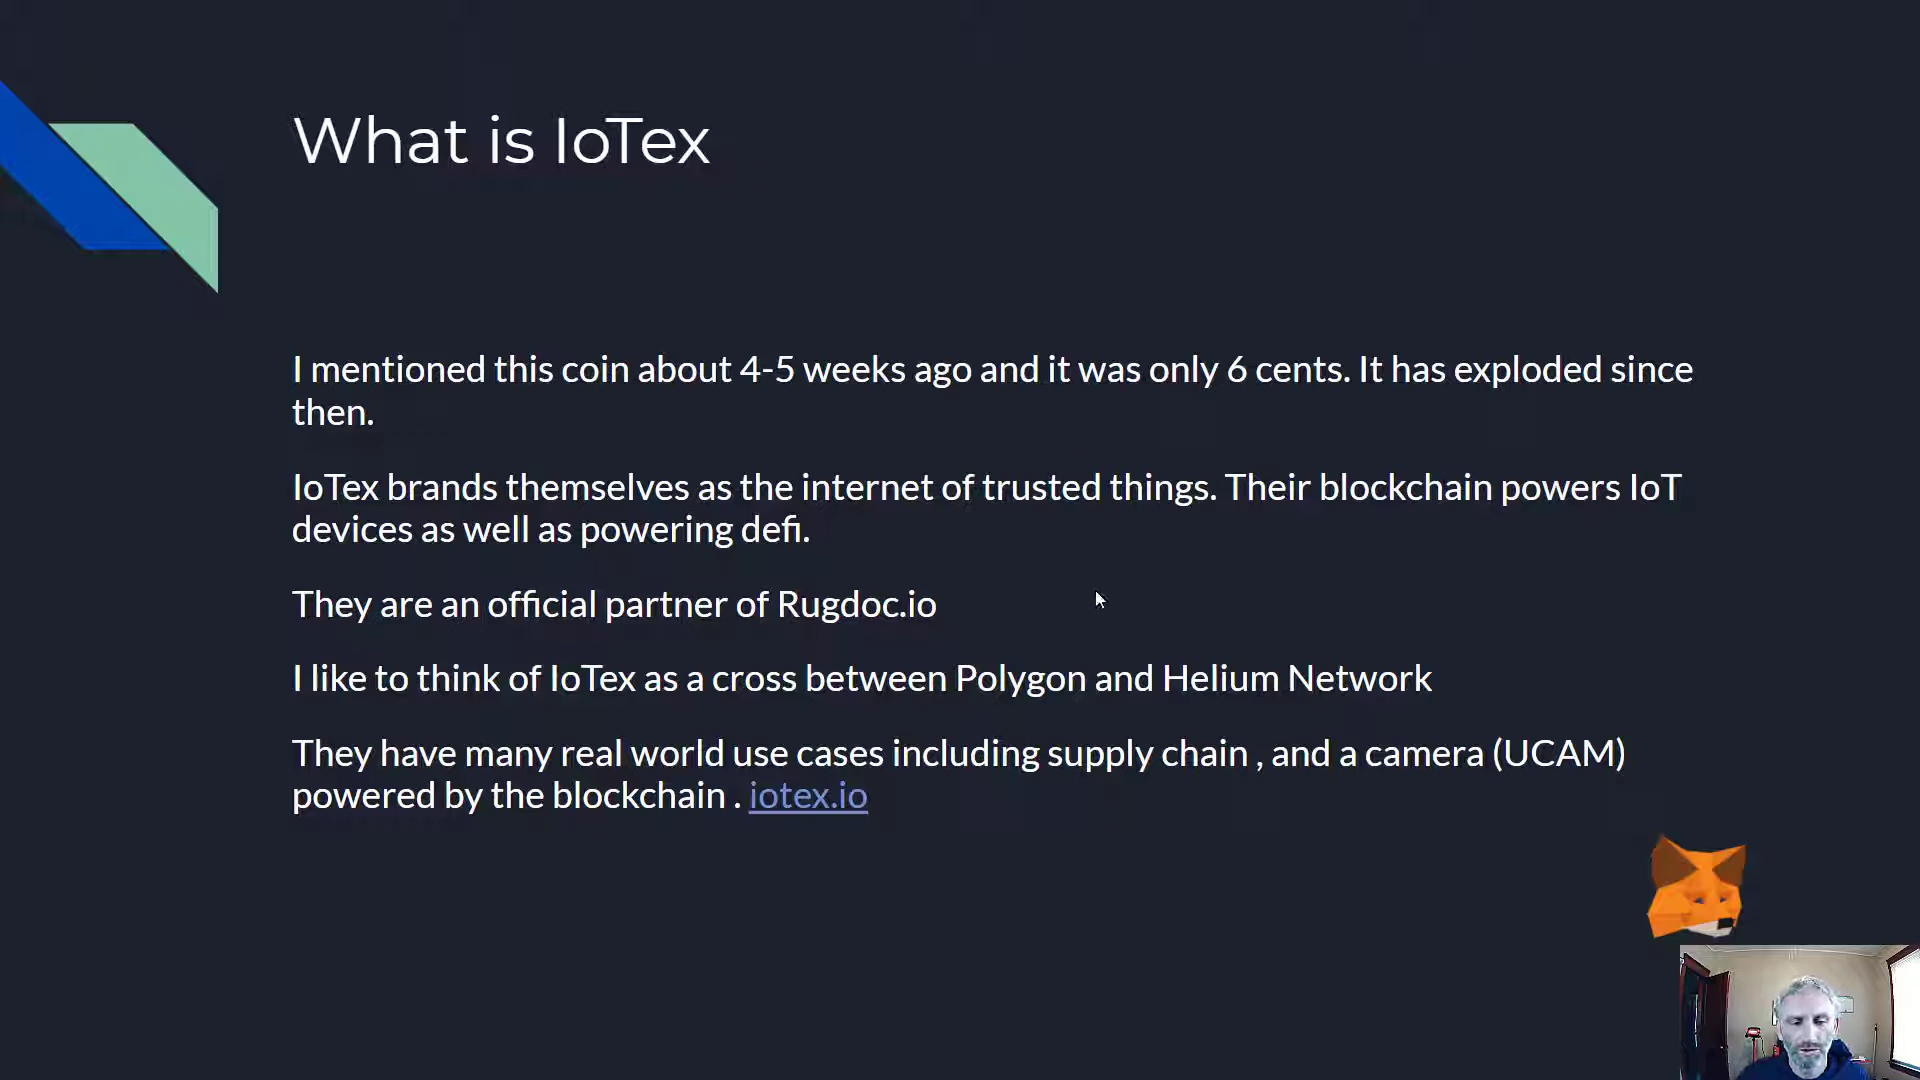 What is IoTex
I mentioned this coin about 4-5 weeks ago and it was only 6 cents. It has exploded since
then.
IoTex brands themselves as the internet of trusted things. Their blockchain powers IoT
devices as well as powering defi.
They are an official partner of Rugdoc.io
I like to think of IoTex as a cross between Polygon and Helium Network
They have many real world use cases including supply chain , and a camera (UCAM)
powered by the blockchain . iotex.io